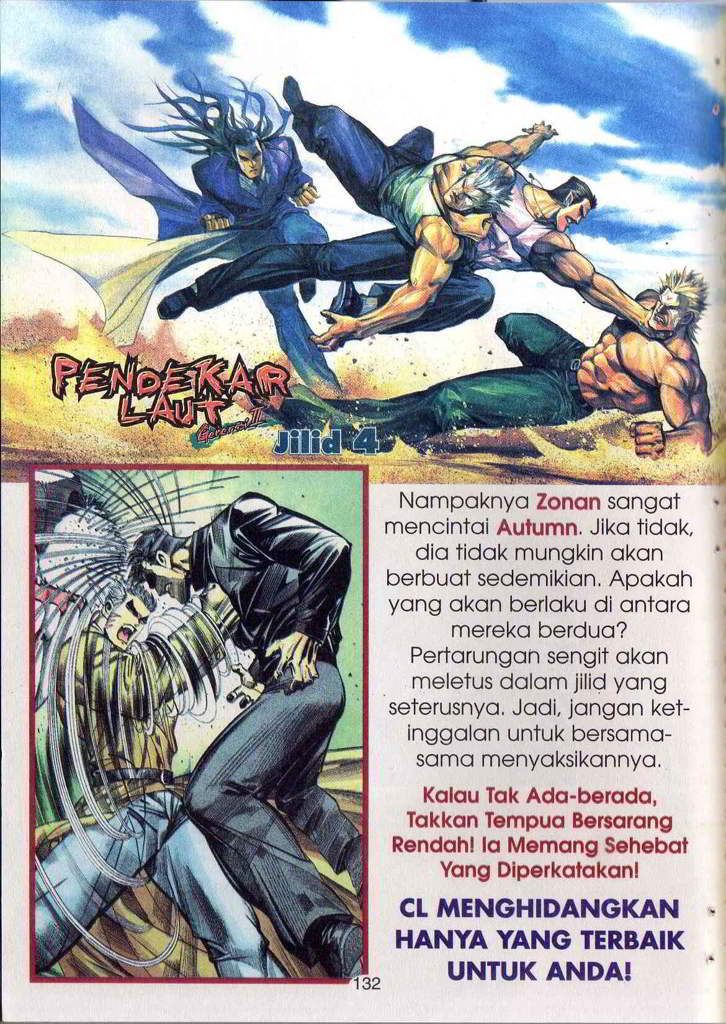 PENDEKAR
LAUT
Generasi III
Jilid 4
Nampaknya Zonan sangat
mencintai Autumn. Jika tidak,
dia tidak mungkin akan
berbuat sedemikian. Apakah
yang akan berlaku di antara
mereka berdua?
Pertarungan sengit akan
meletus dalam jilid yang
seterusnya. Jadi, jangan ket-
inggalan untuk bersama-
sama menyaksikannya.
Kalau Tak Ada-berada,
Takkan Tempua Bersarang
Rendah! Ia Memang Sehebat
Yang Diperkatakan!
CL MENGHIDANGKAN
HANYA YANG TERBAIK
UNTUK ANDA!
132